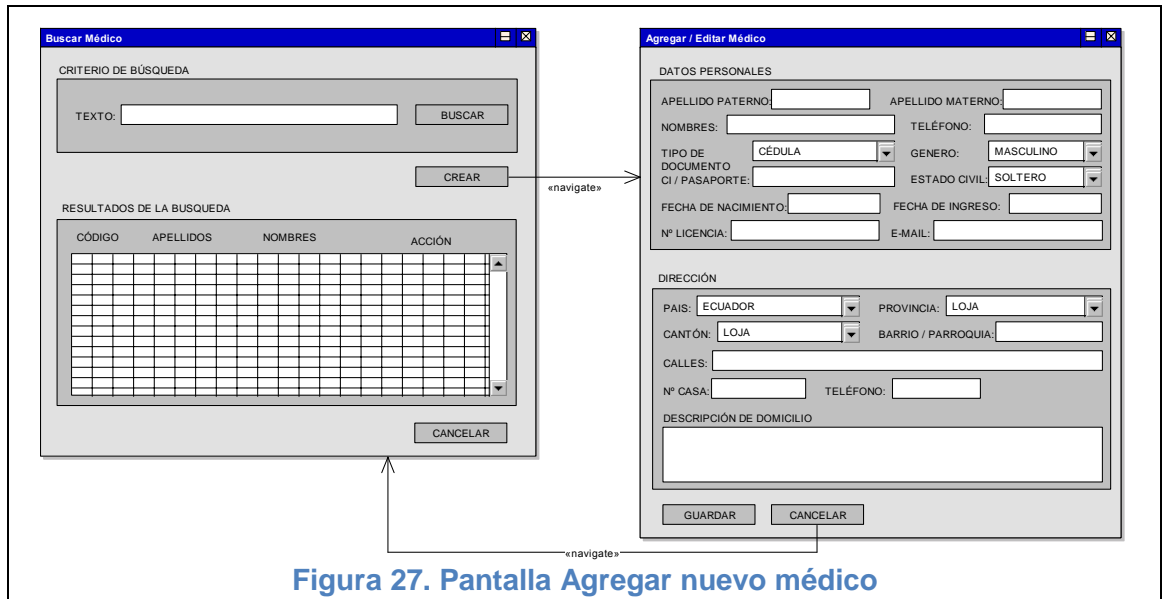 Buscar Médico
CRITERIO DE BÚSQUEDA
TEXTO:
BUSCAR
CREAR
«navigate»
RESULTADOS DE LA BUSQUEDA
CÓDIGO APELLIDOS NOMBRES ACCIÓN
CANCELAR
Agregar / Editar Médico
DATOS PERSONALES
APELLIDO PATERNO: APELLIDO MATERNO:
NOMBRES: TELÉFONO:
TIPO DE DOCUMENTO CÉDULA GENERO: MASCULINO
CI / PASAPORTE: ESTADO CIVIL: SOLTERO
FECHA DE NACIMIENTO: FECHA DE INGRESO:
Nº LICENCIA: E-MAIL:
DIRECCIÓN
PAIS: ECUADOR PROVINCIA: LOJA
CANTÓN: LOJA BARRIO / PARROQUIA:
CALLES:
Nº CASA: TELÉFONO:
DESCRIPCIÓN DE DOMICILIO
GUARDAR CANCELAR
«navigate»
Figura 27. Pantalla Agregar nuevo médico